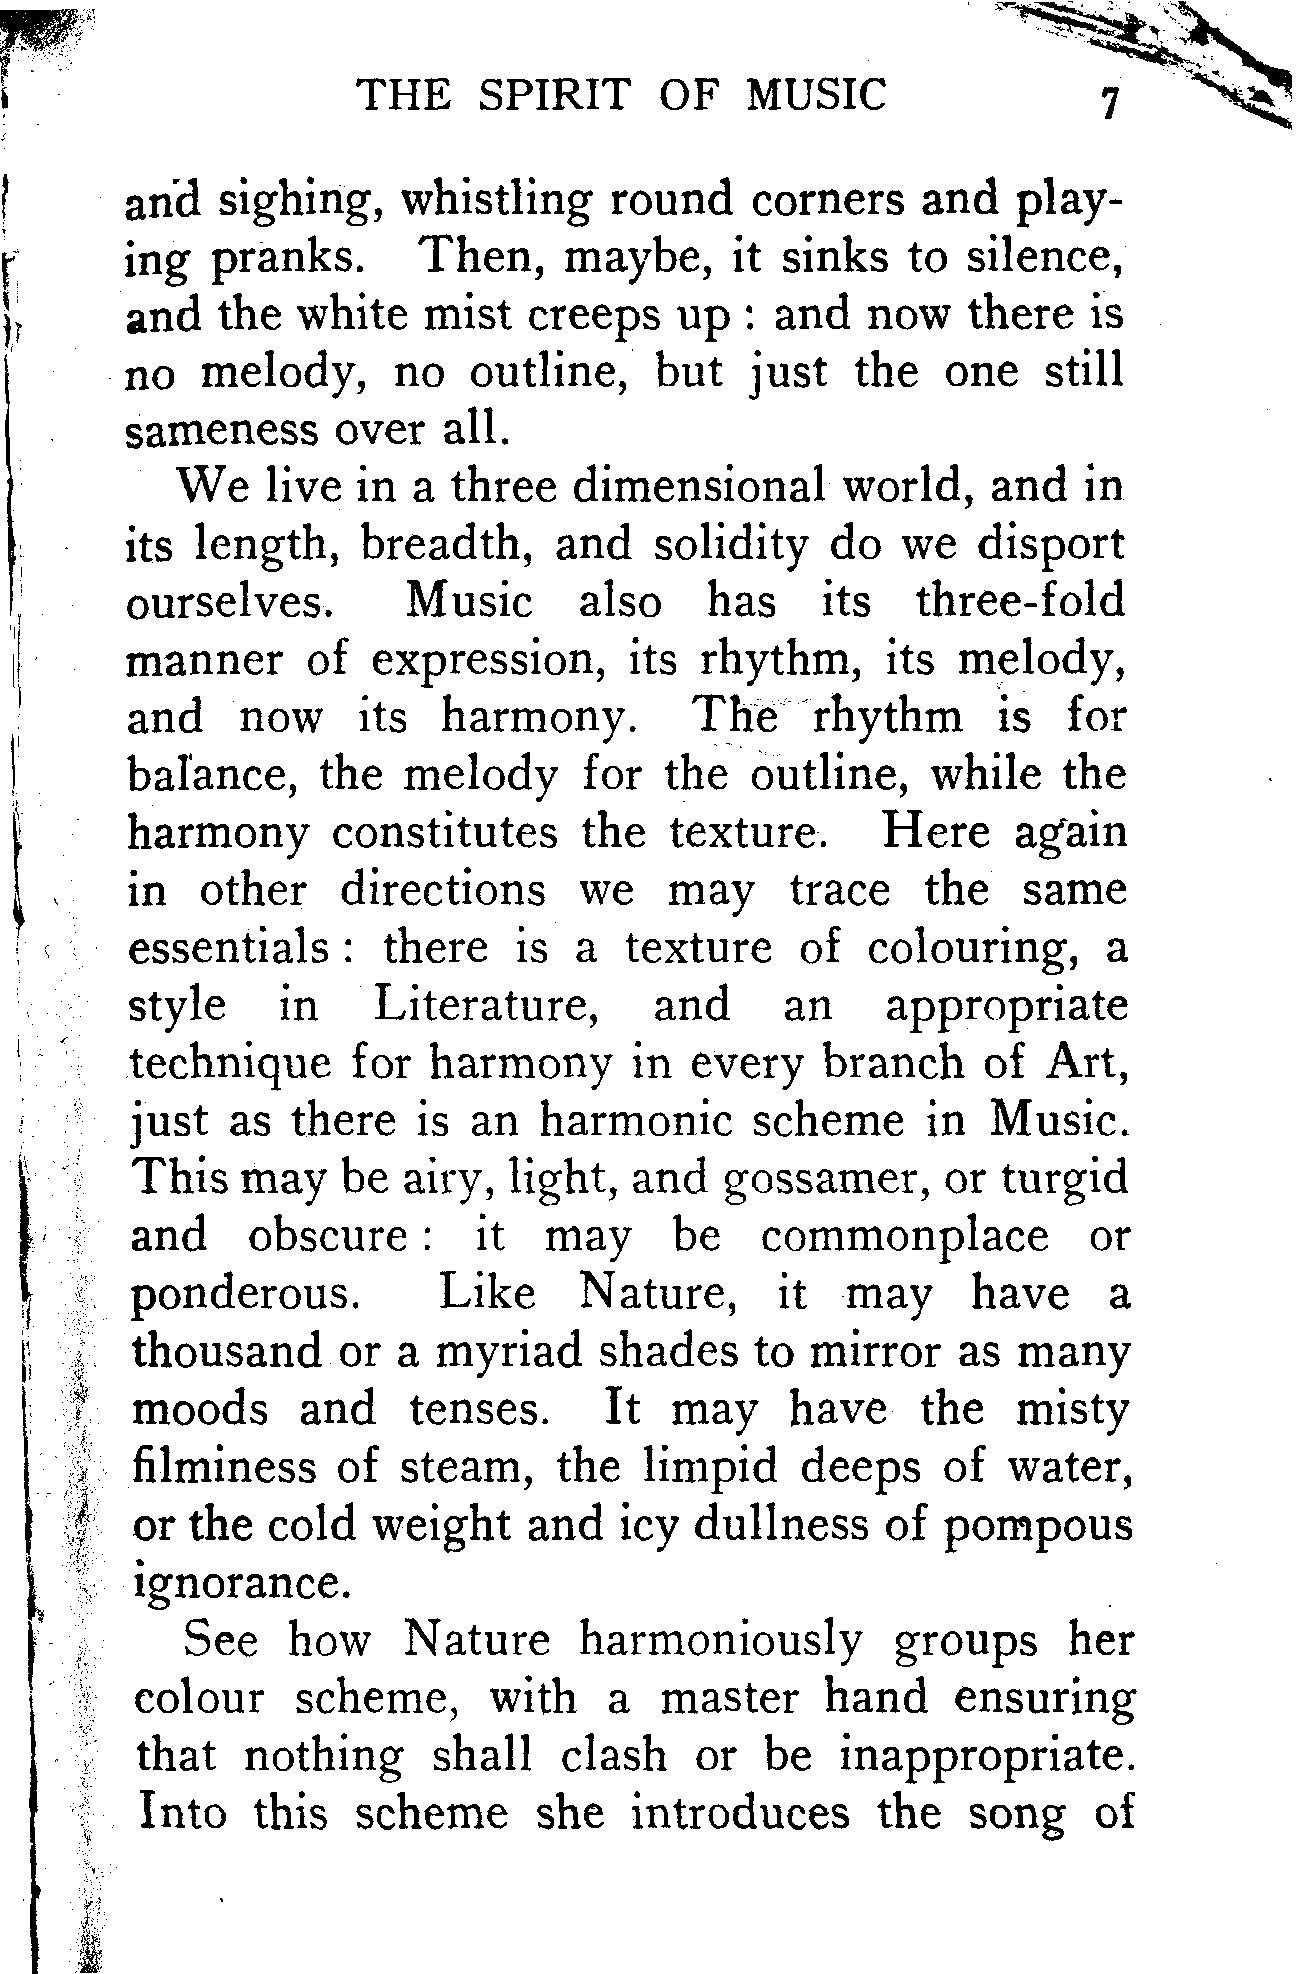 THE SPIRIT OF MUSIC 7
and sighing, whistling round corners and play-
ing pranks. Then, maybe, it sinks to silence,
and the white mist creeps up : and now there is
no melody, no outline, but just the one still
sameness over all.
We live in a three dimensional world, and in
its length, breadth, and solidity do we disport
ourselves. Music also has its three-fold
manner of expression, its rhythm, its melody,
and now its harmony. The rhythm is for
balance, the melody for the outline, while the
harmony constitutes the texture. Here again
in other directions we may trace the same
essentials : there is a texture of colouring, a
style in Literature, and an appropriate
technique for harmony in every branch of Art,
just as there is an harmonic scheme in Music.
This may be airy, light, and gossamer, or turgid
and obscure : it may be commonplace or
ponderous. Like Nature, it may have a
thousand or a myriad shades to mirror as many
moods and tenses. It may have the misty
filminess of steam, the limpid deeps of water,
or the cold weight and icy dullness of pompous
ignorance.
See how Nature harmoniously groups her
colour scheme, with a master hand ensuring
that nothing shall clash or be inappropriate.
Into this scheme she introduces the song of